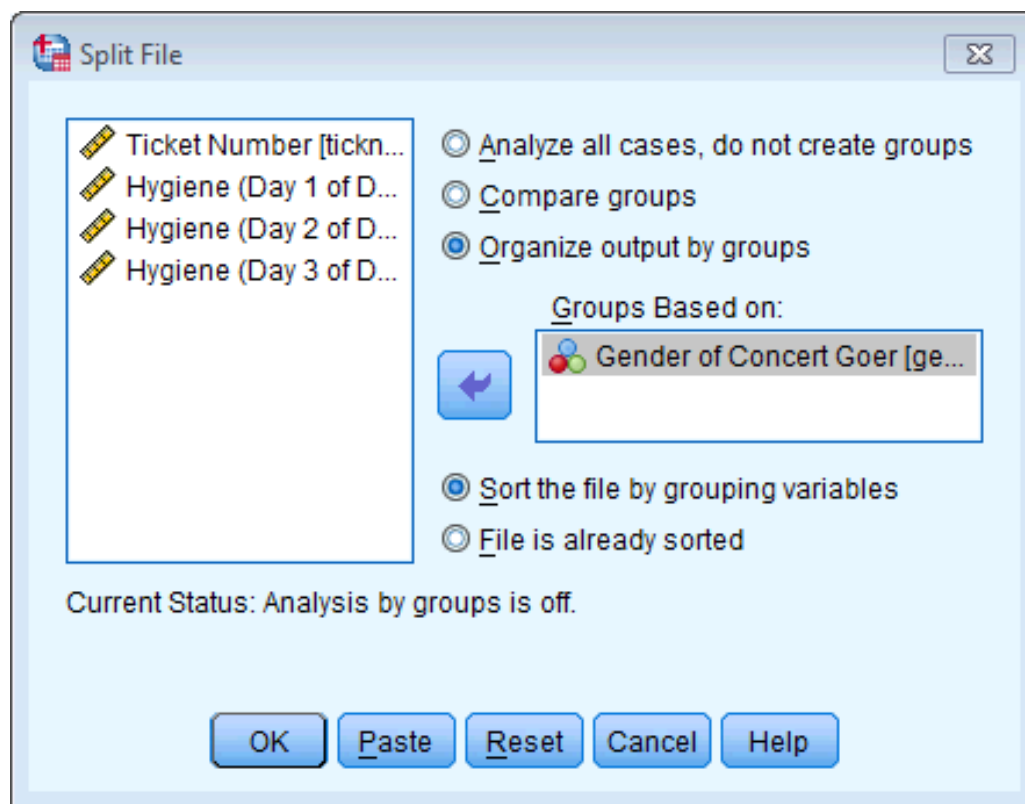 Split File
Ticket Number [tickn...
Hygiene (Day 1 of D...
Hygiene (Day 2 of D...
Hygiene (Day 3 of D...
Analyze all cases, do not create groups
Compare groups
Organize output by groups
Groups Based on:
Gender of Concert Goer [ge...
Sort the file by grouping variables
File is already sorted
Current Status: Analysis by groups is off.
OK Paste Reset Cancel Help